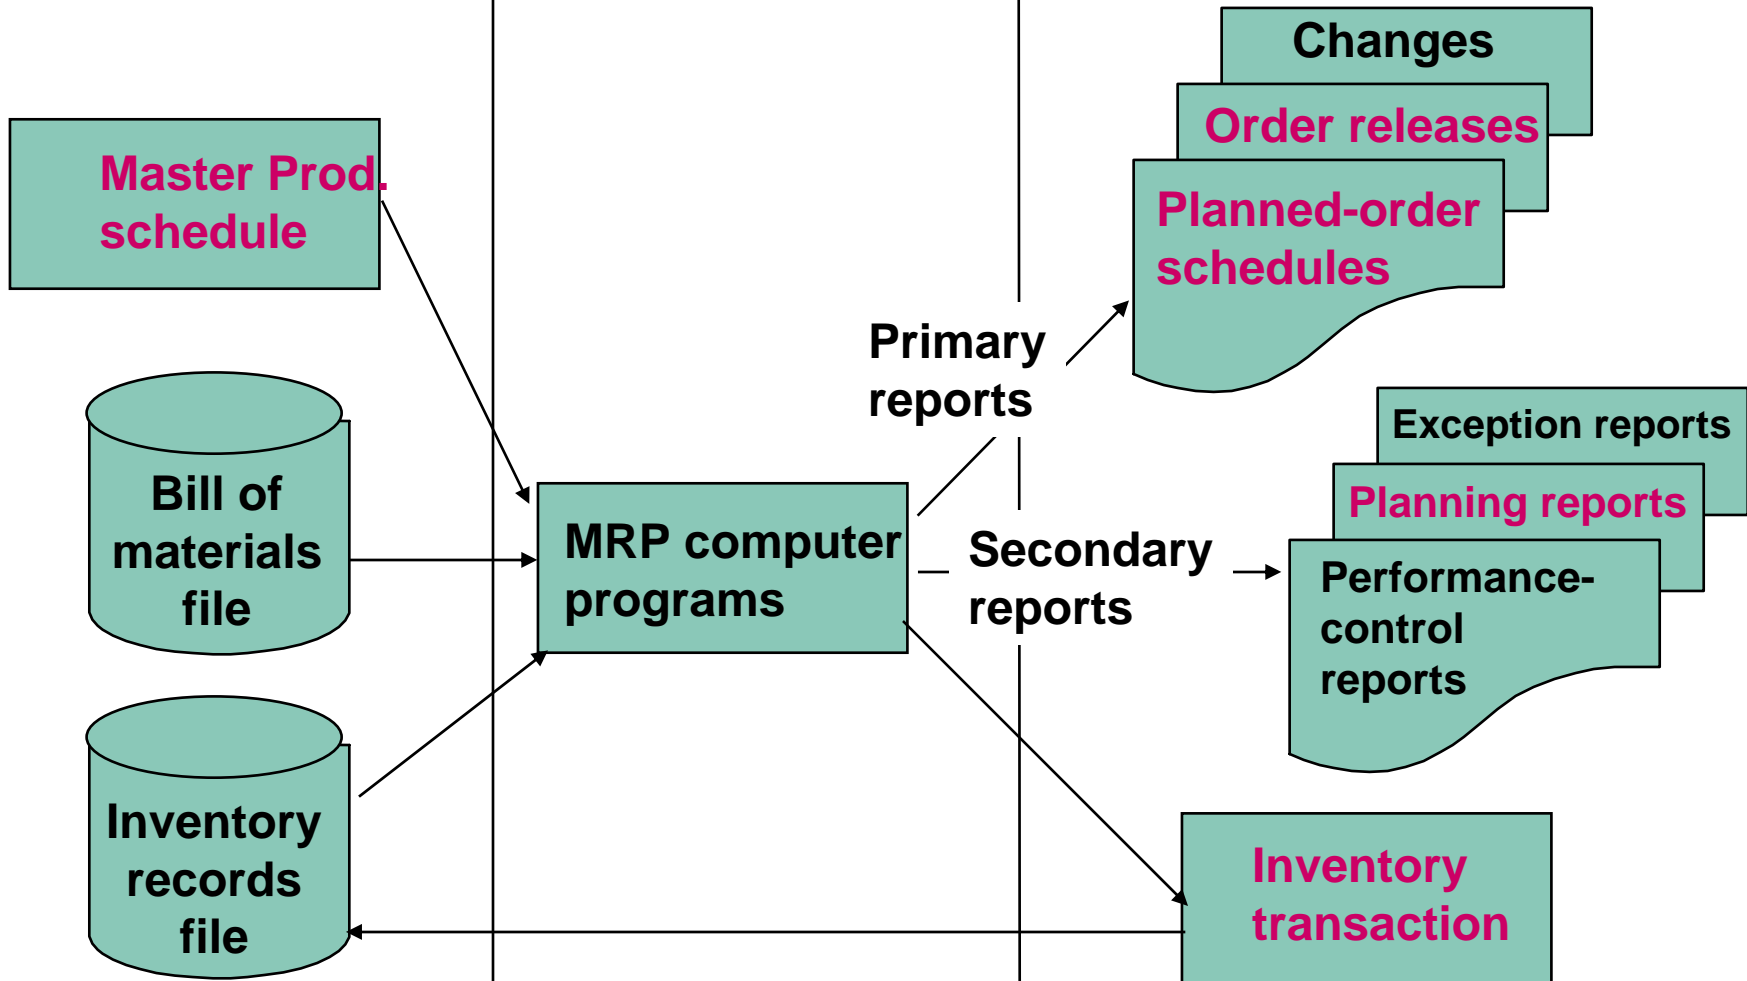 Changes
Order releases
Planned-order
schedules
Master Prod.
schedule
Primary
reports
Exception reports
Planning reports
Performance-
control
reports
Bill of
materials
file
MRP computer
programs
Secondary
reports
Inventory
records
file
Inventory
transaction